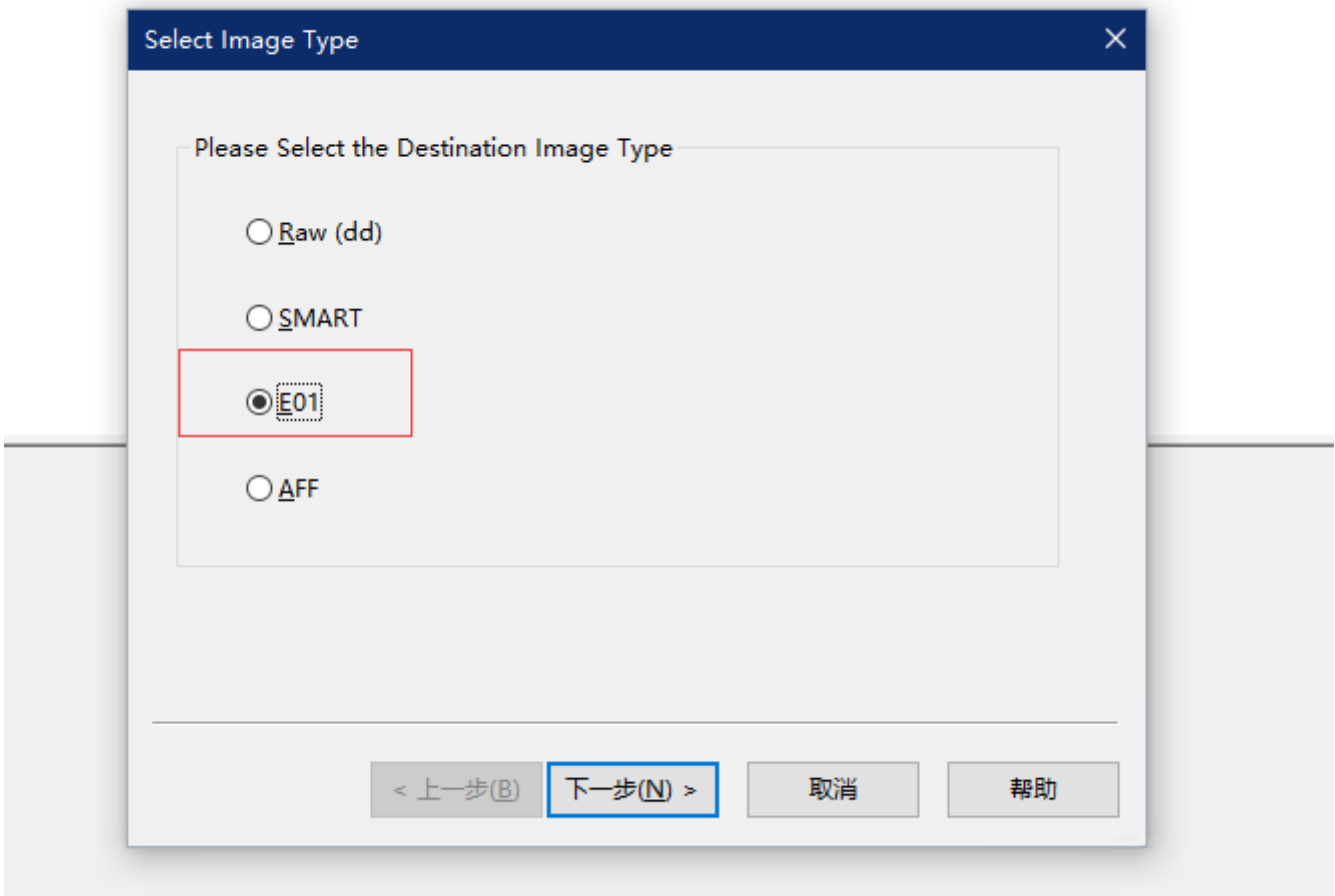 Select Image Type
Please Select the Destination Image Type
Raw (dd)
SMART
E01
AFF
< 上一步(B) 下一步(N) > 取消 帮助